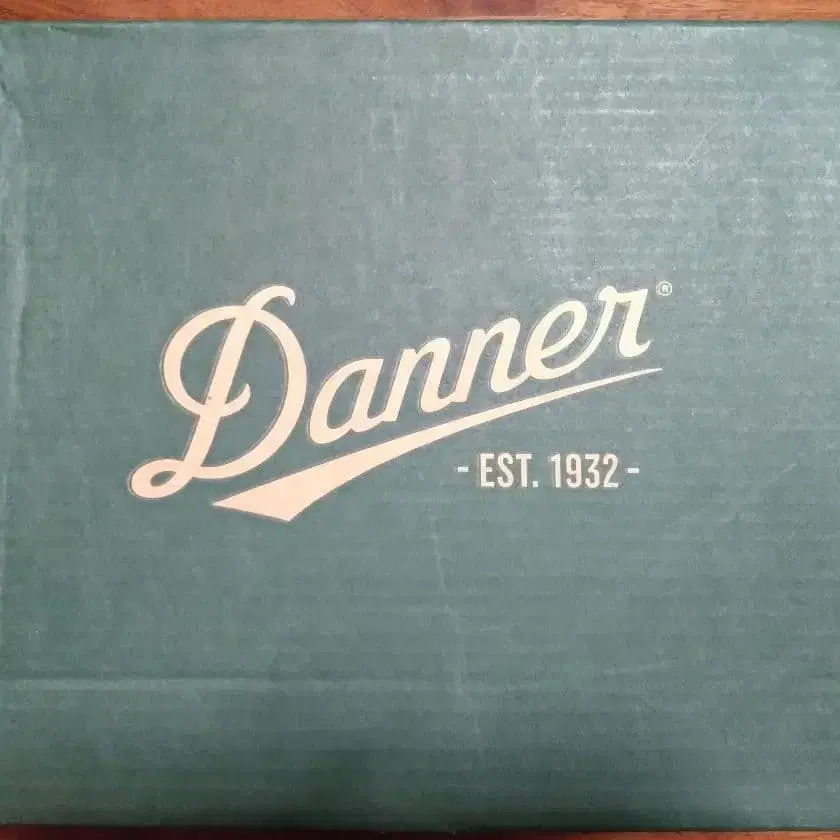 Danner®
- EST. 1932 -